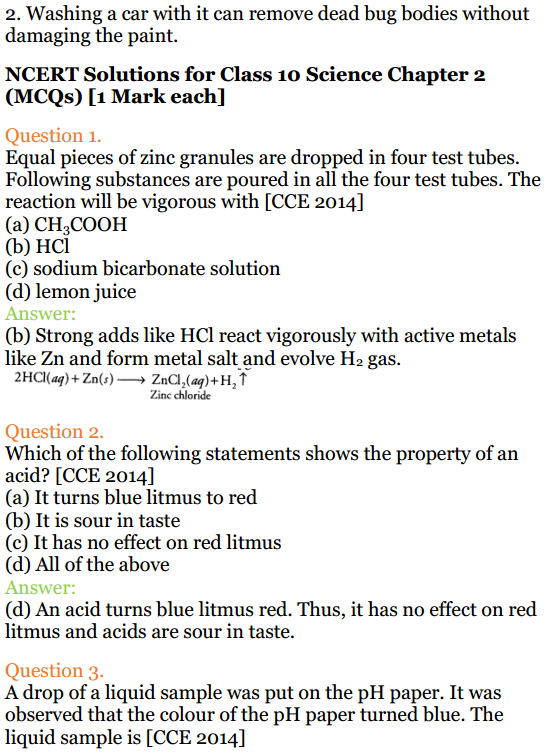 2. Washing a car with it can remove dead bug bodies without
damaging the paint.
NCERT Solutions for Class 10 Science Chapter 2
(MCQs) [1 Mark each]
Question 1.
Equal pieces of zinc granules are dropped in four test tubes.
Following substances are poured in all the four test tubes. The
reaction will be vigorous with [CCE 2014]
(a) CH₃COOH
(b) HCl
(c) sodium bicarbonate solution
(d) lemon juice
Answer:
(b) Strong adds like HCl react vigorously with active metals
like Zn and form metal salt and evolve H₂ gas.
2HCl(aq) + Zn(s) ⟶ ZnCl₂(aq) + H₂↑
Zinc chloride
Question 2.
Which of the following statements shows the property of an
acid? [CCE 2014]
(a) It turns blue litmus to red
(b) It is sour in taste
(c) It has no effect on red litmus
(d) All of the above
Answer:
(d) An acid turns blue litmus red. Thus, it has no effect on red
litmus and acids are sour in taste.
Question 3.
A drop of a liquid sample was put on the pH paper. It was
observed that the colour of the pH paper turned blue. The
liquid sample is [CCE 2014]